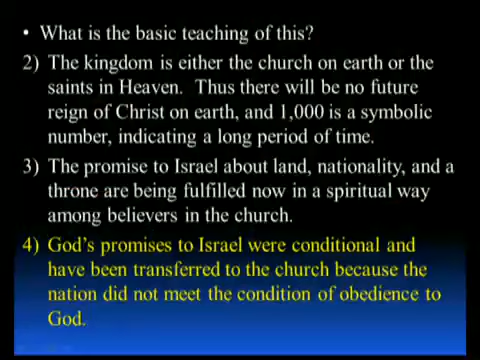 • What is the basic teaching of this?
2) The kingdom is either the church on earth or the
saints in Heaven. Thus there will be no future
reign of Christ on earth, and 1,000 is a symbolic
number, indicating a long period of time.
3) The promise to Israel about land, nationality, and a
throne are being fulfilled now in a spiritual way
among believers in the church.
4) God's promises to Israel were conditional and
have been transferred to the church because the
nation did not meet the condition of obedience to
God.